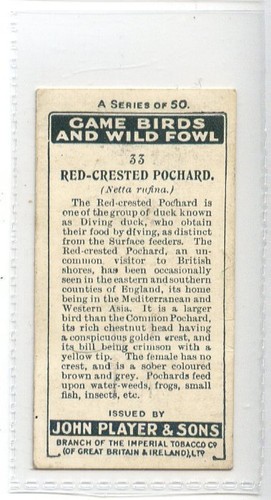 A SERIES OF 50.
GAME BIRDS
AND WILD FOWL
33
RED-CRESTED POCHARD.
(Netta rufina.)
The Red-crested Pochard is
one of the group of duck known
as Diving duck, who obtain
their food by diving, as distinct
from the Surface feeders. The
Red-crested Pochard, an un-
common visitor to British
shores, has been occasionally
seen in the eastern and southern
counties of England, its home
being in the Mediterranean and
Western Asia. It is a larger
bird than the Common Pochard,
its rich chestnut head having
a conspicuous golden crest, and
its bill being crimson with a
yellow tip. The female has no
crest, and is a sober coloured
brown and grey. Pochards feed
upon water-weeds, frogs, small
fish, insects, etc.
ISSUED BY
JOHN PLAYER & SONS
BRANCH OF THE IMPERIAL TOBACCO CO
(OF GREAT BRITAIN & IRELAND), LTD